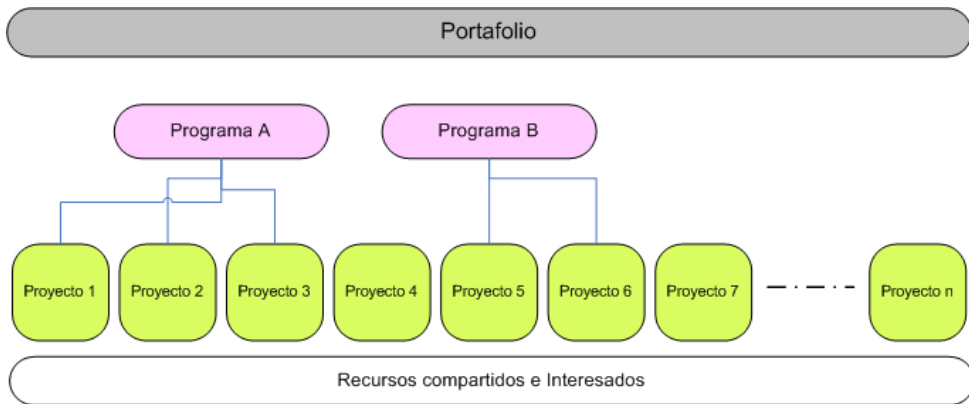 Portafolio
Programa A
Programa B
Proyecto 1
Proyecto 2
Proyecto 3
Proyecto 4
Proyecto 5
Proyecto 6
Proyecto 7
Proyecto n
Recursos compartidos e Interesados